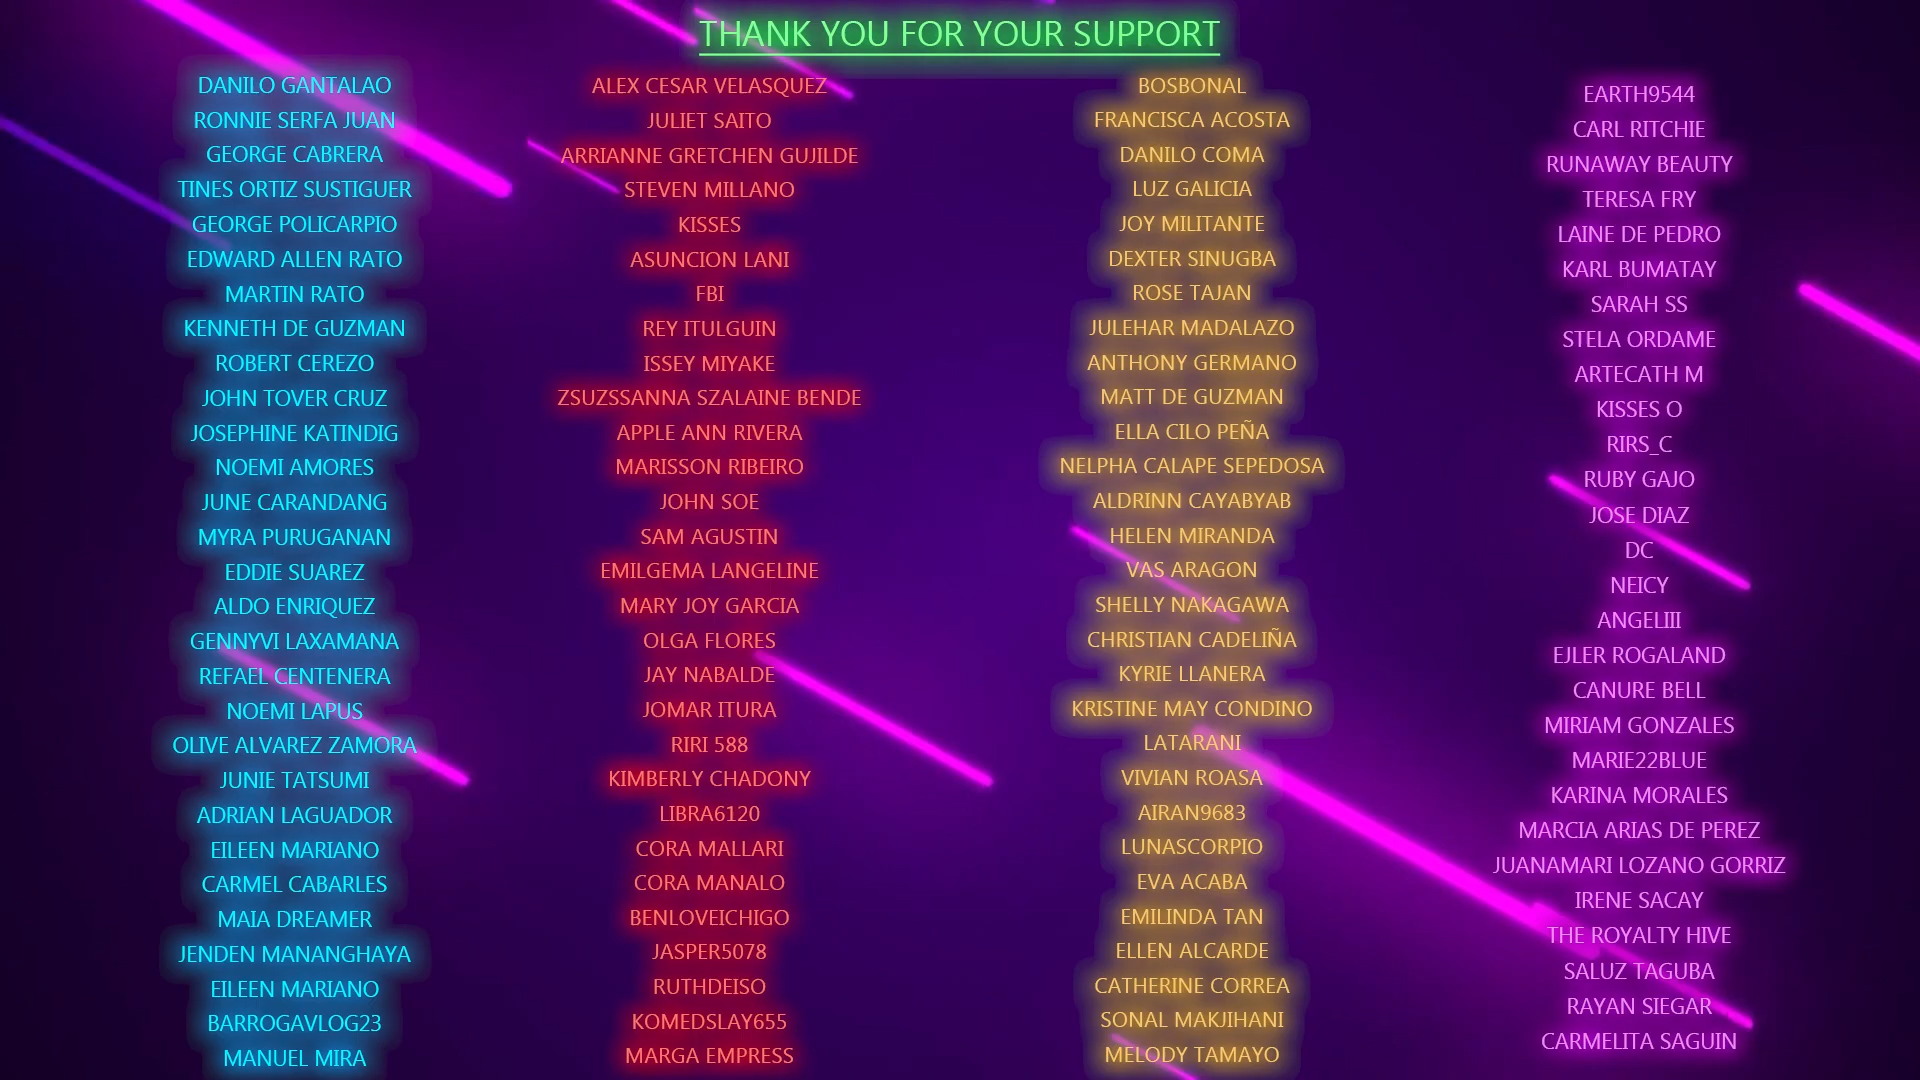 THANK YOU FOR YOUR SUPPORT
DANILO GANTALAO
RONNIE SERFA JUAN
GEORGE CABRERA
TINES ORTIZ SUSTIGUER
GEORGE POLICARPIO
EDWARD ALLEN RATO
MARTIN RATO
KENNETH DE GUZMAN
ROBERT CEREZO
JOHN TOVER CRUZ
JOSEPHINE KATINDIG
NOEMI AMORES
JUNE CARANDANG
MYRA PURUGANAN
EDDIE SUAREZ
ALDO ENRIQUEZ
GENNYVI LAXAMANA
REFAEL CENTENERA
NOEMI LAPUS
OLIVE ALVAREZ ZAMORA
JUNIE TATSUMI
ADRIAN LAGUADOR
EILEEN MARIANO
CARMEL CABARLES
MAIA DREAMER
JENDEN MANANGHAYA
EILEEN MARIANO
BARROGAVLOG23
MANUEL MIRA
ALEX CESAR VELASQUEZ
JULIET SAITO
ARRIANNE GRETCHEN GUJILDE
STEVEN MILLANO
KISSES
ASUNCION LANI
FBI
REY ITULGUIN
ISSEY MIYAKE
ZSUZSSANNA SZALAINE BENDE
APPLE ANN RIVERA
MARISSON RIBEIRO
JOHN SOE
SAM AGUSTIN
EMILGEMA LANGELINE
MARY JOY GARCIA
OLGA FLORES
JAY NABALDE
JOMAR ITURA
RIRI 588
KIMBERLY CHADONY
LIBRA6120
CORA MALLARI
CORA MANALO
BENLOVEICHIGO
JASPER5078
RUTHDEISO
KOMEDSLAY655
MARGA EMPRESS
BOSBONAL
FRANCISCA ACOSTA
DANILO COMA
LUZ GALICIA
JOY MILITANTE
DEXTER SINUGBA
ROSE TAJAN
JULEHAR MADALAZO
ANTHONY GERMANO
MATT DE GUZMAN
ELLA CILO PEÑA
NELPHA CALAPE SEPEDOSA
ALDRINN CAYABYAB
HELEN MIRANDA
VAS ARAGON
SHELLY NAKAGAWA
CHRISTIAN CADELIÑA
KYRIE LLANERA
KRISTINE MAY CONDINO
LATARANI
VIVIAN ROASA
AIRAN9683
LUNASCORPIO
EVA ACABA
EMILINDA TAN
ELLEN ALCARDE
CATHERINE CORREA
SONAL MAKJIHANI
MELODY TAMAYO
EARTH9544
CARL RITCHIE
RUNAWAY BEAUTY
TERESA FRY
LAINE DE PEDRO
KARL BUMATAY
SARAH SS
STELA ORDAME
ARTECATH M
KISSES O
RIRS_C
RUBY GAJO
JOSE DIAZ
DC
NEICY
ANGELIII
EJLER ROGALAND
CANURE BELL
MIRIAM GONZALES
MARIE22BLUE
KARINA MORALES
MARCIA ARIAS DE PEREZ
JUANAMARI LOZANO GORRIZ
IRENE SACAY
THE ROYALTY HIVE
SALUZ TAGUBA
RAYAN SIEGAR
CARMELITA SAGUIN